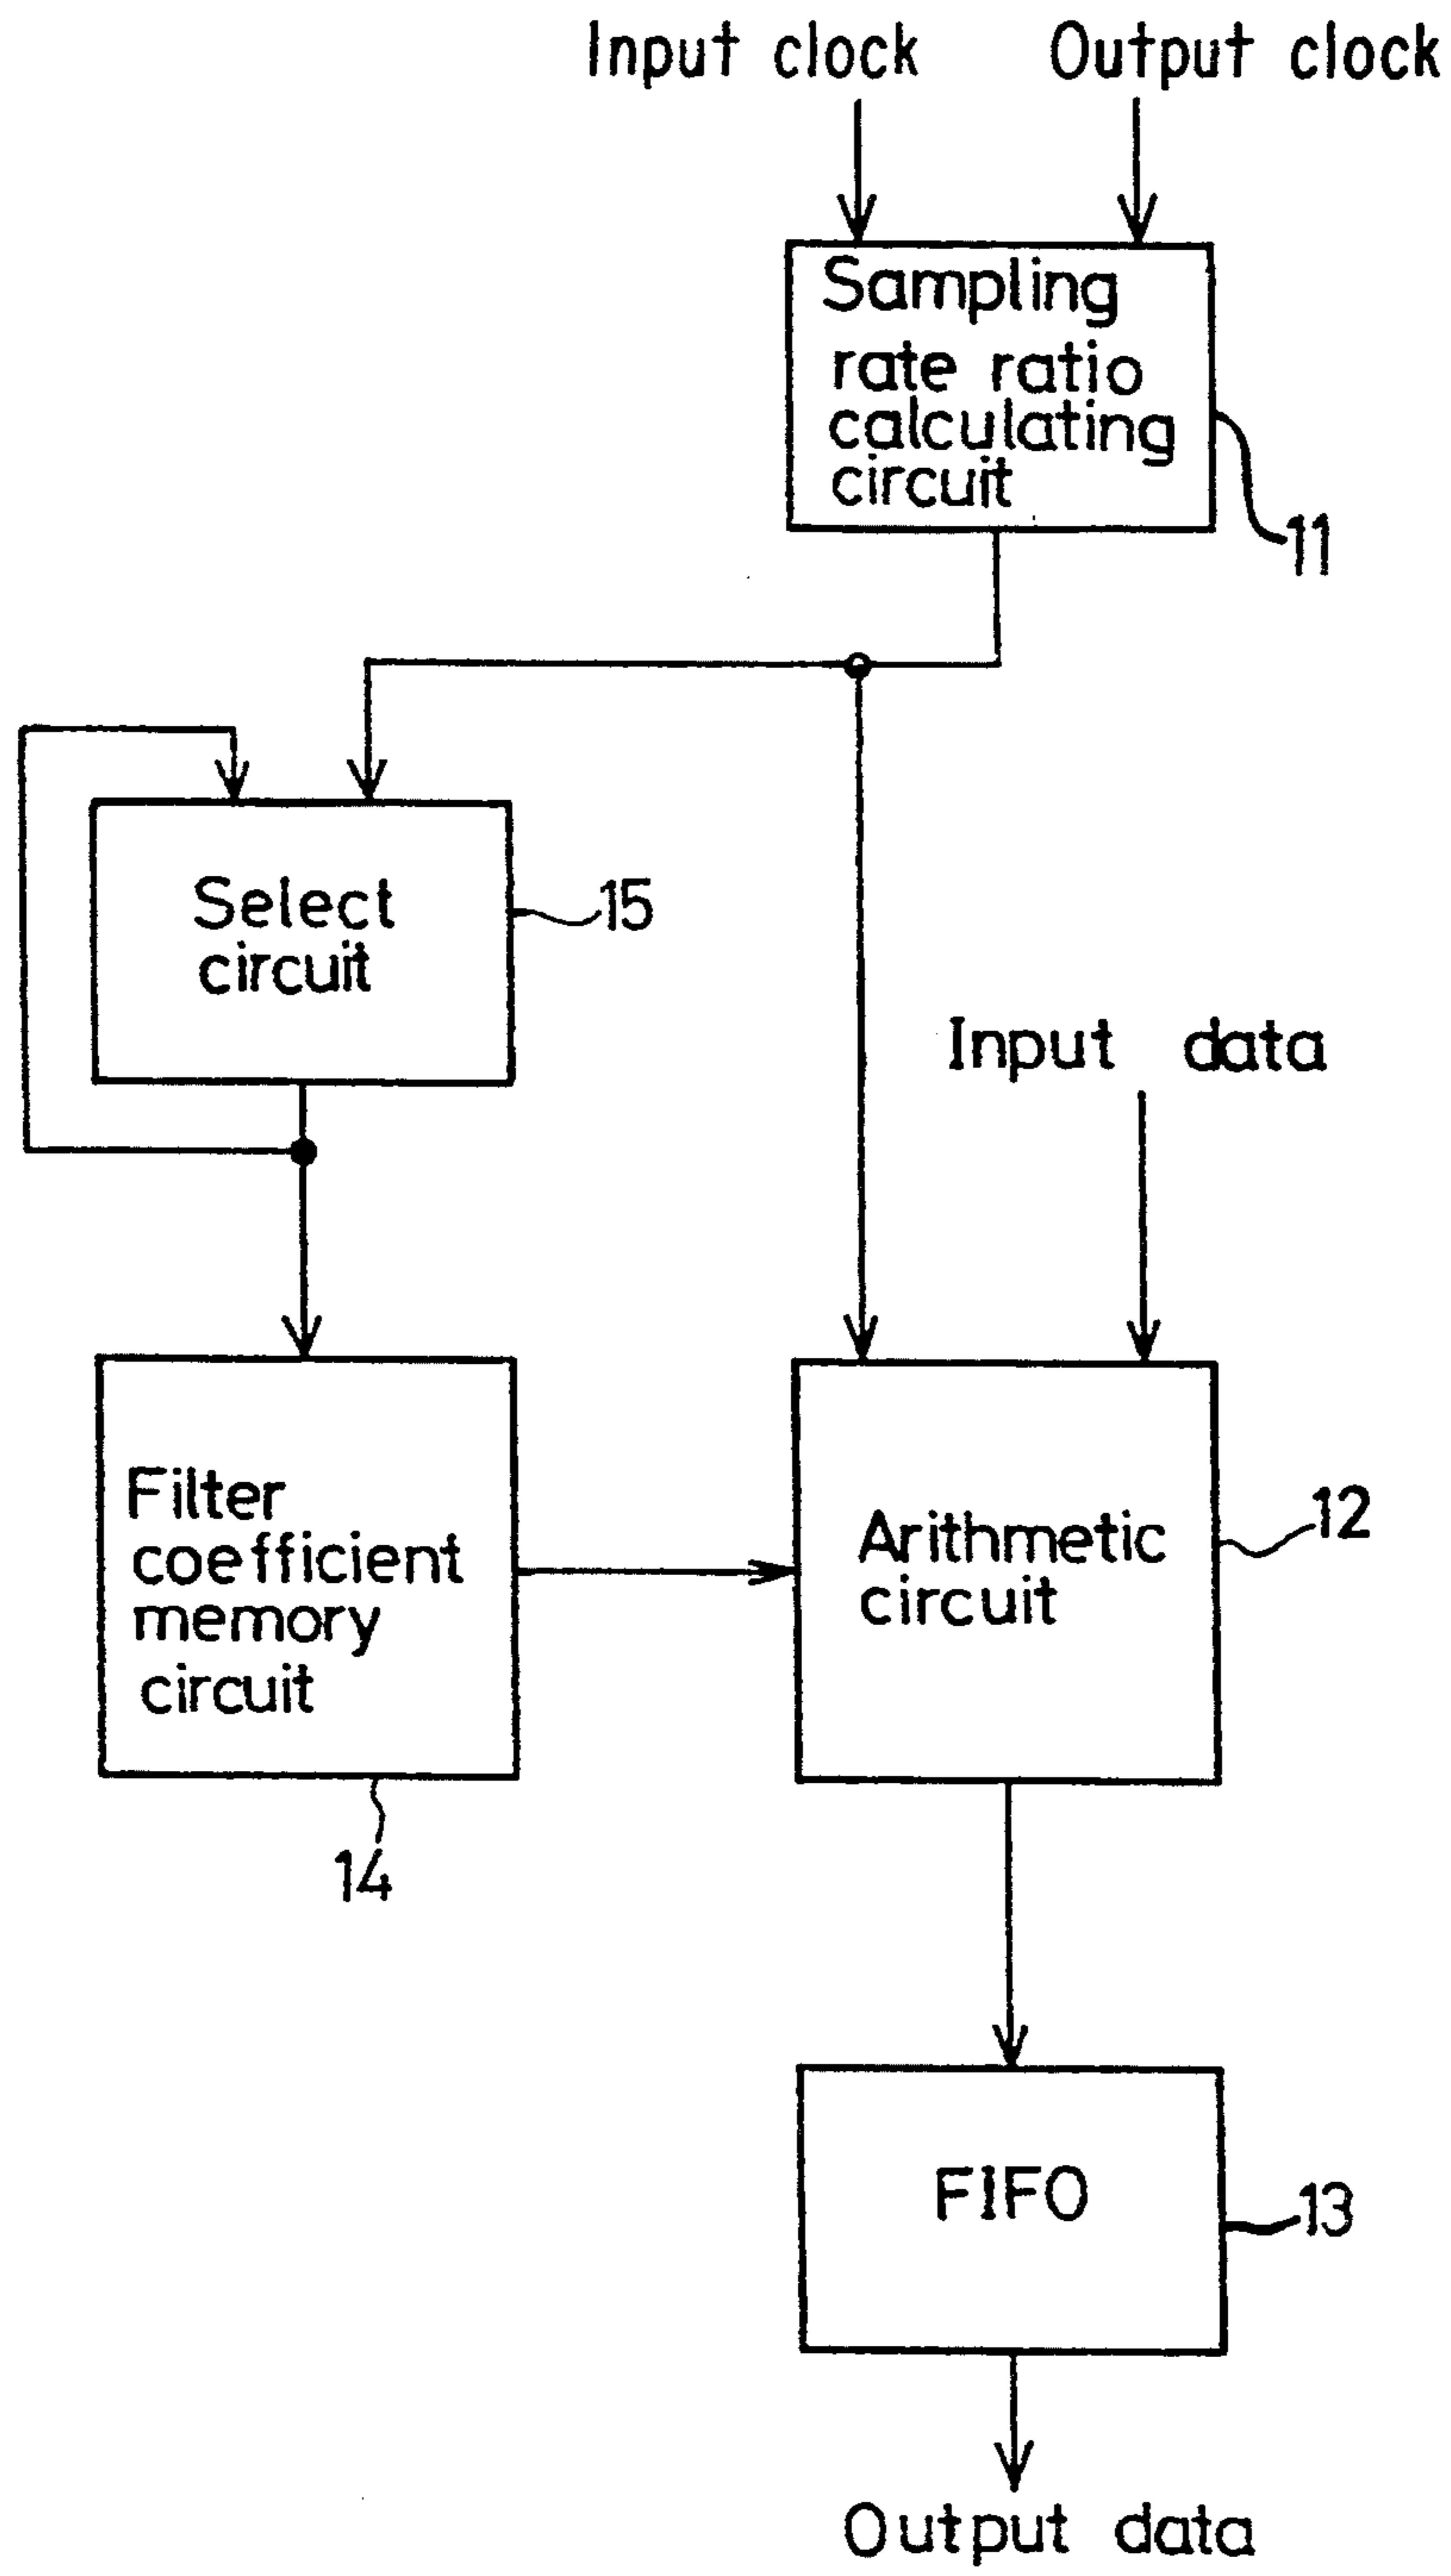 Input clock
Output clock
Sampling
rate ratio
calculating
circuit
11
Select
circuit
15
Input data
Filter
coefficient
memory
circuit
14
Arithmetic
circuit
12
FIFO
13
Output data